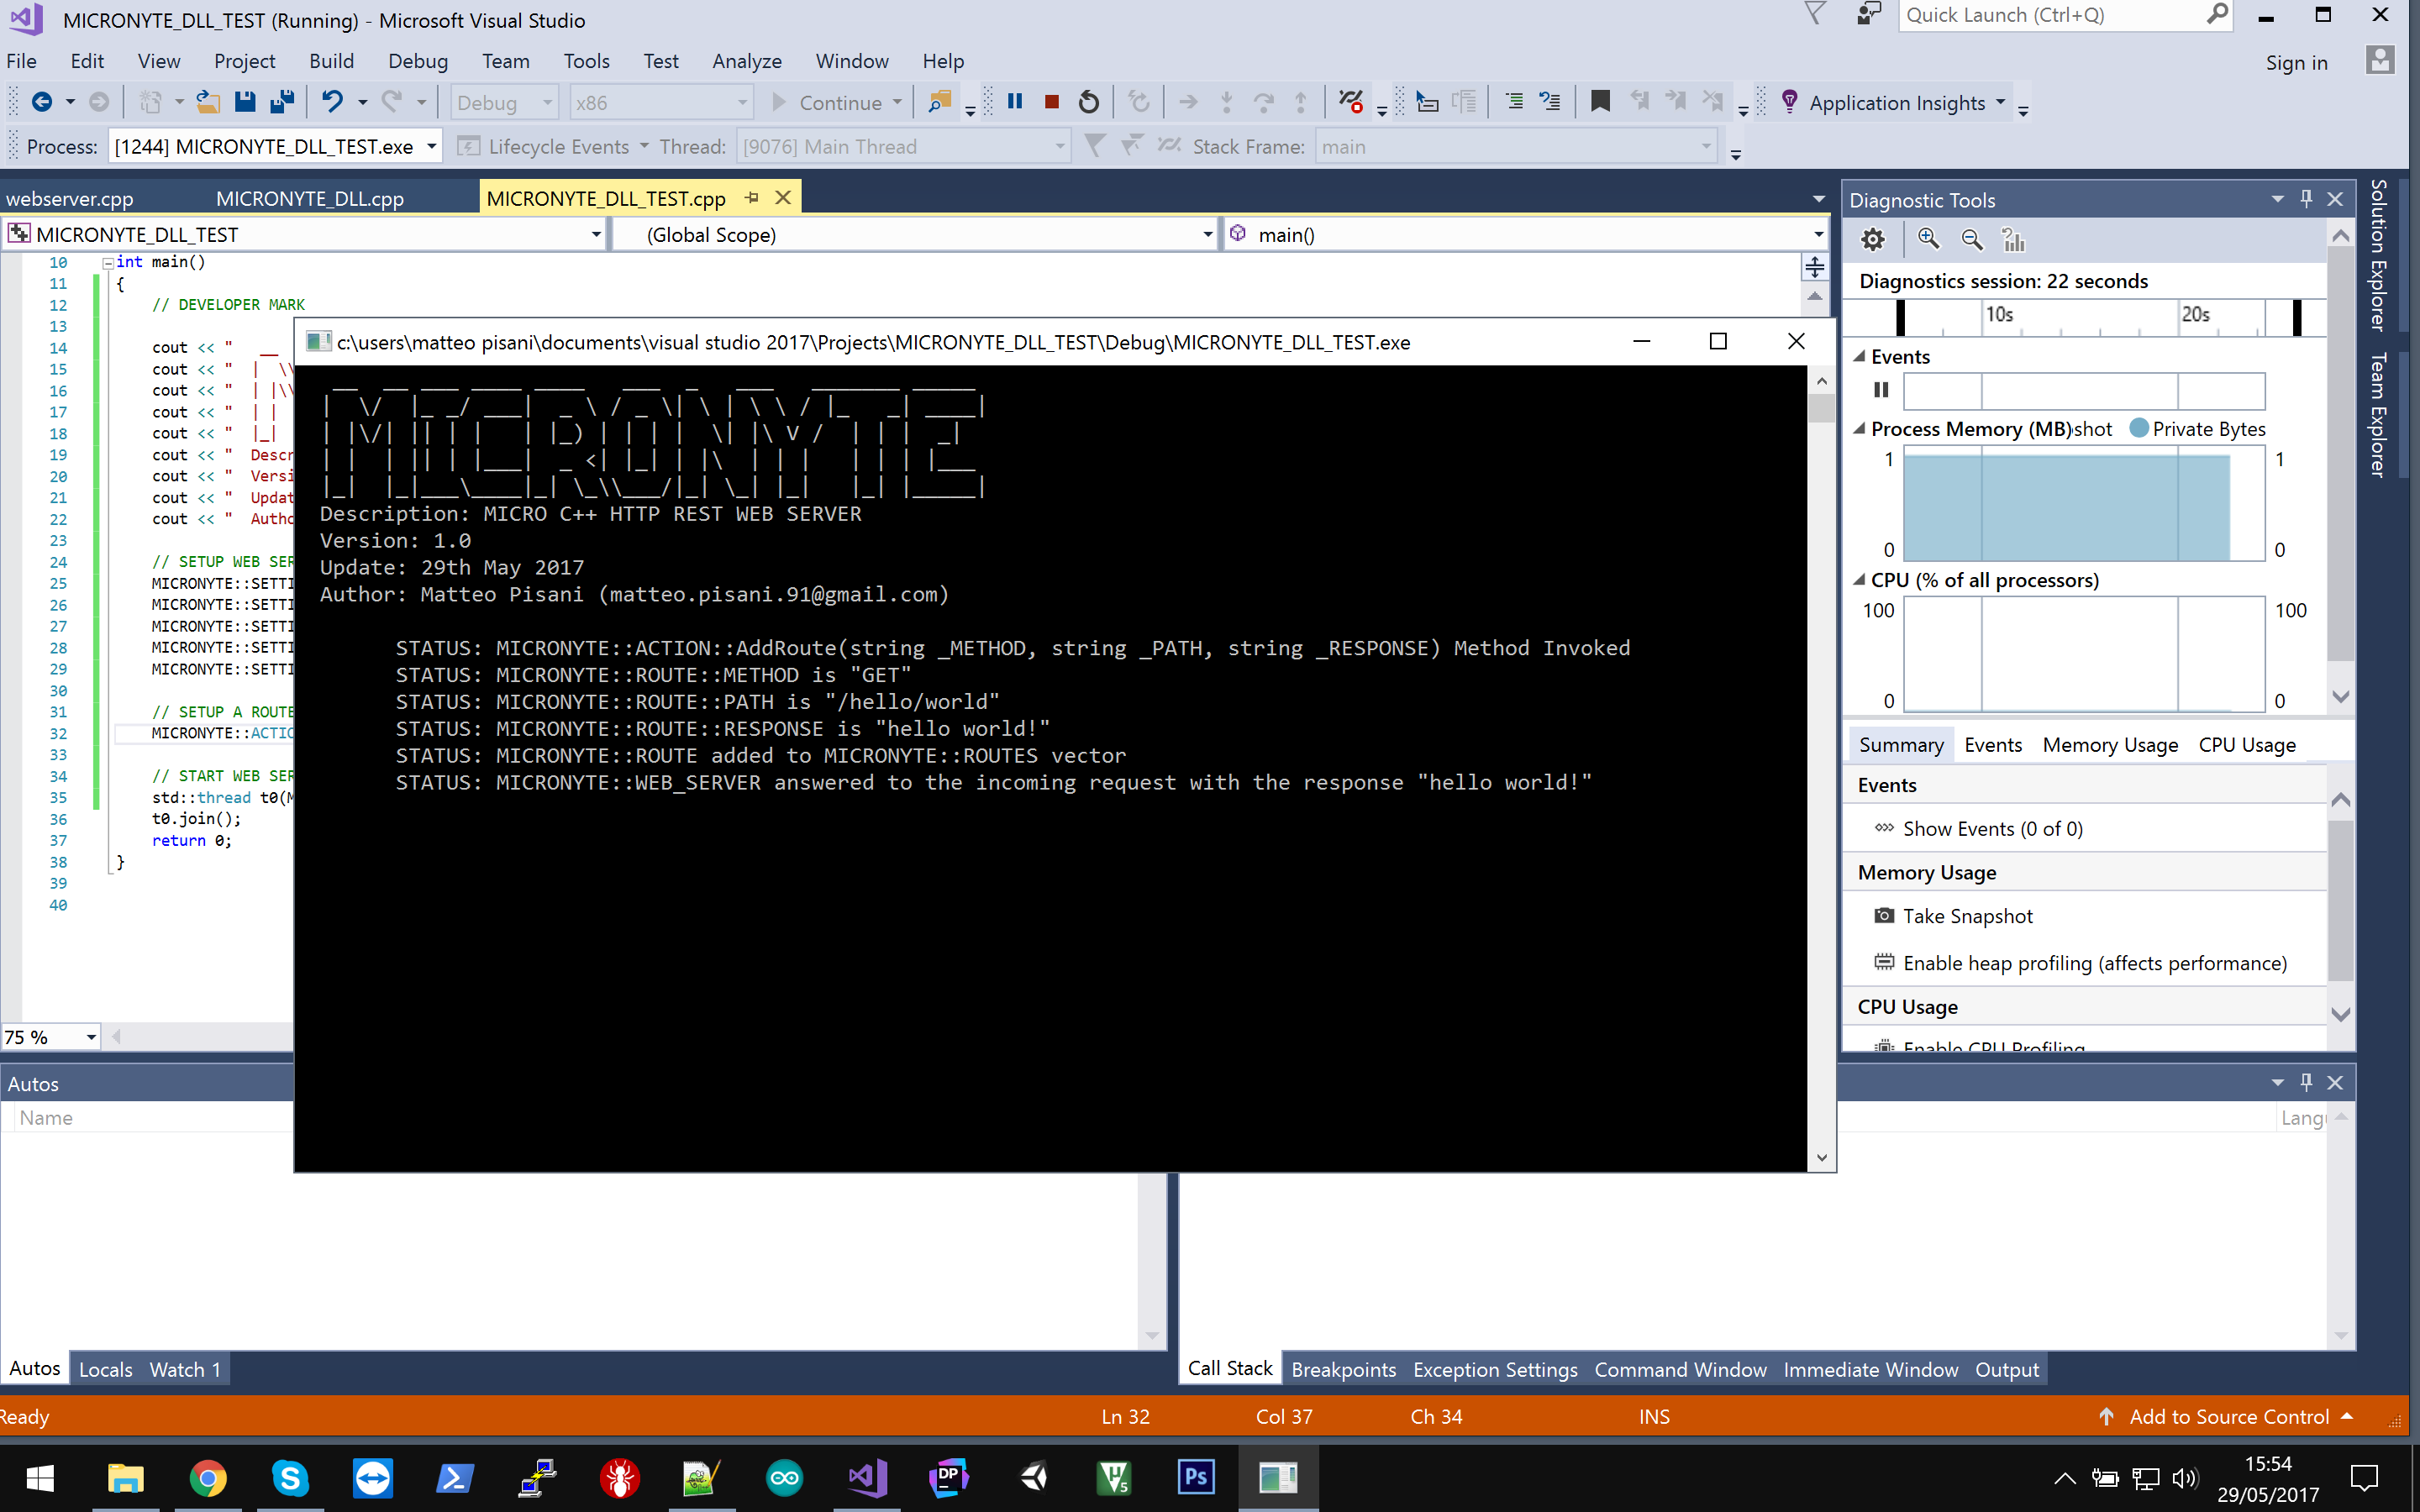 MICRONYTE_DLL_TEST (Running) - Microsoft Visual Studio
Quick Launch (Ctrl+Q)
File Edit View Project Build Debug Team Tools Test Analyze Window Help
Sign in
Debug x86 Continue Application Insights
Process: [1244] MICRONYTE_DLL_TEST.exe Lifecycle Events Thread: [9076] Main Thread Stack Frame: main
webserver.cpp MICRONYTE_DLL.cpp MICRONYTE_DLL_TEST.cpp
MICRONYTE_DLL_TEST (Global Scope) main()
10 int main()
11 {
12 // DEVELOPER MARK
13
14 cout << " __
15 cout << " | \\
16 cout << " | |\\
17 cout << " | |
18 cout << " |_|
19 cout << " Descr
20 cout << " Versi
21 cout << " Updat
22 cout << " Autho
23
24 // SETUP WEB SER
25 MICRONYTE::SETTI
26 MICRONYTE::SETTI
27 MICRONYTE::SETTI
28 MICRONYTE::SETTI
29 MICRONYTE::SETTI
30
31 // SETUP A ROUTE
32 MICRONYTE::ACTIO
33
34 // START WEB SER
35 std::thread t0(M
36 t0.join();
37 return 0;
38 }
39
40
75 %
c:\users\matteo pisani\documents\visual studio 2017\Projects\MICRONYTE_DLL_TEST\Debug\MICRONYTE_DLL_TEST.exe
MICRONYTE
Description: MICRO C++ HTTP REST WEB SERVER
Version: 1.0
Update: 29th May 2017
Author: Matteo Pisani (matteo.pisani.91@gmail.com)
STATUS: MICRONYTE::ACTION::AddRoute(string _METHOD, string _PATH, string _RESPONSE) Method Invoked
STATUS: MICRONYTE::ROUTE::METHOD is "GET"
STATUS: MICRONYTE::ROUTE::PATH is "/hello/world"
STATUS: MICRONYTE::ROUTE::RESPONSE is "hello world!"
STATUS: MICRONYTE::ROUTE added to MICRONYTE::ROUTES vector
STATUS: MICRONYTE::WEB_SERVER answered to the incoming request with the response "hello world!"
Diagnostic Tools
Diagnostics session: 22 seconds
10s 20s
Events
Process Memory (MB) shot Private Bytes
1 1
0 0
CPU (% of all processors)
100 100
0 0
Summary Events Memory Usage CPU Usage
Events
Show Events (0 of 0)
Memory Usage
Take Snapshot
Enable heap profiling (affects performance)
CPU Usage
Enable CPU Profiling
Solution Explorer
Team Explorer
Autos
Name
Lang
Autos Locals Watch 1
Call Stack Breakpoints Exception Settings Command Window Immediate Window Output
Ready Ln 32 Col 37 Ch 34 INS Add to Source Control
DP
5
Ps
15:54
29/05/2017